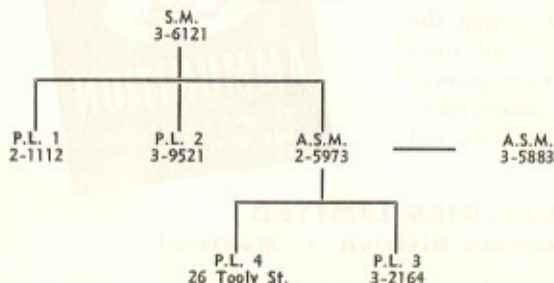 S.M.
3-6121
P.L. 1
2-1112
P.L. 2
3-9521
A.S.M.
2-5973
A.S.M.
3-5883
P.L. 4
26 Tooly St.
P.L. 3
3-2164